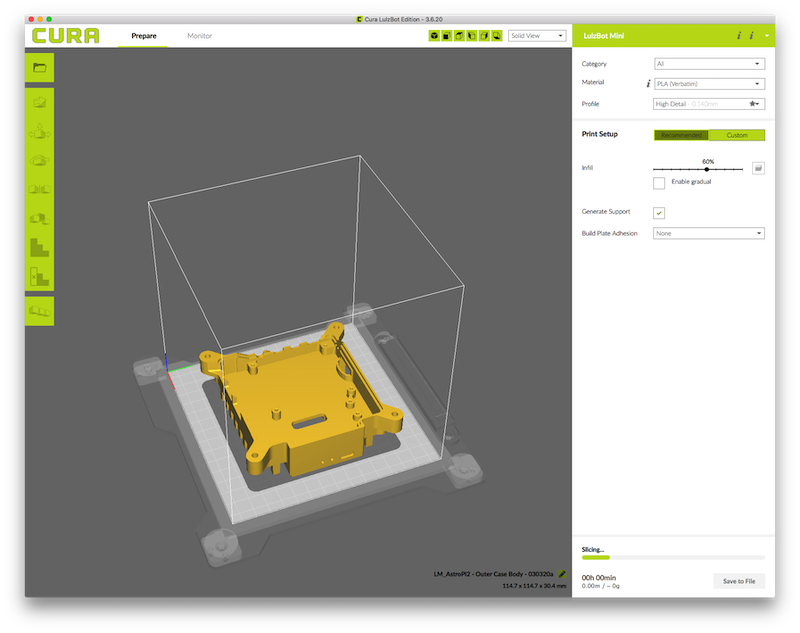 Cura LulzBot Edition - 3.6.20
CURA
Prepare
Monitor
Solid View
LulzBot Mini
Category
All
Material
PLA (Verbatim)
Profile
High Detail - 0.140mm
Print Setup
Recommended
Custom
Infill
60%
Enable gradual
Generate Support
Build Plate Adhesion
None
LM_AstroPi2 - Outer Case Body - 030320a
114.7 x 114.7 x 30.4 mm
Slicing...
00h 00min
0.00m / ~ 0g
Save to File